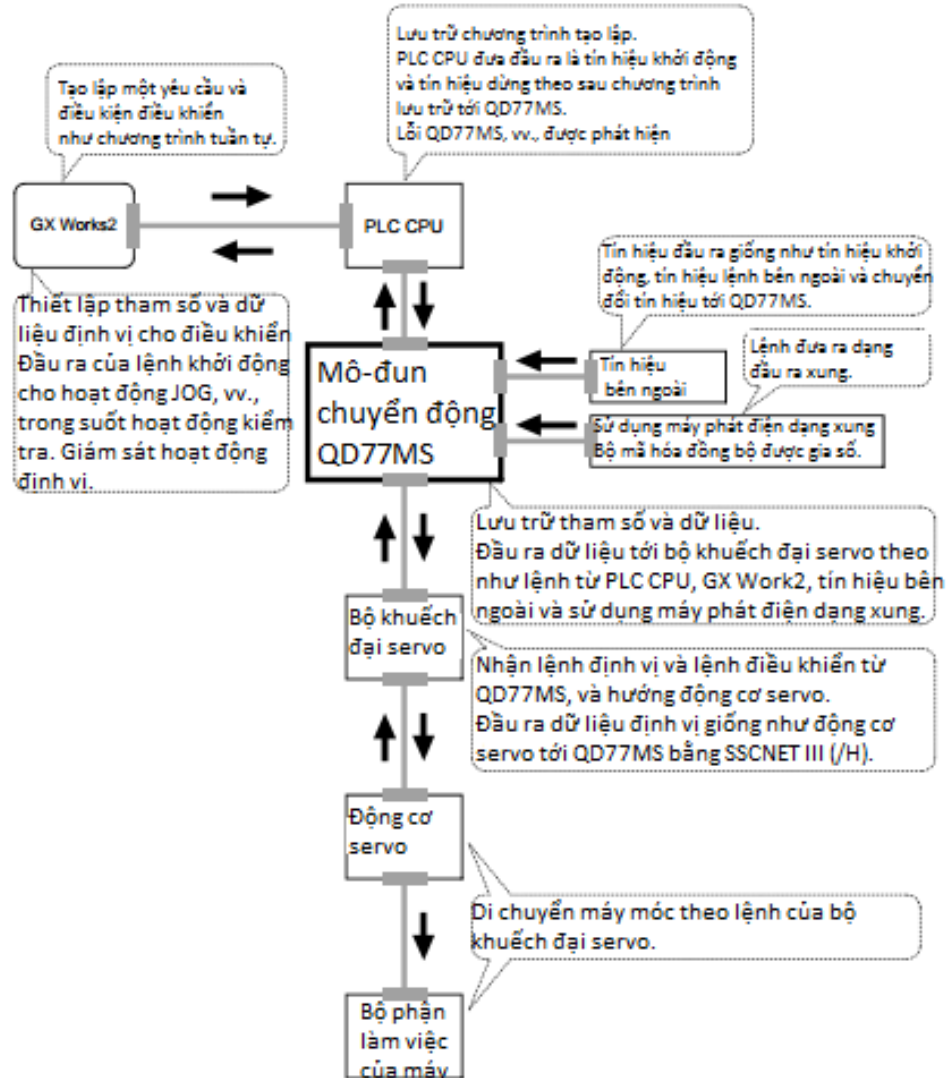 Lưu trữ chương trình tạo lập.
PLC CPU đưa đầu ra là tín hiệu khởi động
và tín hiệu dừng theo sau chương trình
lưu trữ tới QD77MS.
Lỗi QD77MS, vv., được phát hiện
Tạo lập một yêu cầu và
điều kiện điều khiển
như chương trình tuần tự.
GX Works2
PLC CPU
Tín hiệu đầu ra giống như tín hiệu khởi
động, tín hiệu lệnh bên ngoài và chuyển
đổi tín hiệu tới QD77MS.
Thiết lập tham số và dữ
liệu định vị cho điều khiển
Đầu ra của lệnh khởi động
cho hoạt động JOG, vv.,
trong suốt hoạt động kiểm
tra. Giám sát hoạt động
định vị.
Mô-đun
chuyển động
QD77MS
Tín hiệu
bên ngoài
Lệnh đưa ra dạng
đầu ra xung.
Sử dụng máy phát điện dạng xung
Bộ mã hóa đồng bộ được gia số.
Lưu trữ tham số và dữ liệu.
Đầu ra dữ liệu tới bộ khuếch đại servo theo
như lệnh từ PLC CPU, GX Work2, tín hiệu bên
ngoài và sử dụng máy phát điện dạng xung.
Bộ khuếch
đại servo
Nhận lệnh định vị và lệnh điều khiển từ
QD77MS, và hướng động cơ servo.
Đầu ra dữ liệu định vị giống như động cơ
servo tới QD77MS bằng SSCNET III (/H).
Động cơ
servo
Di chuyển máy móc theo lệnh của bộ
khuếch đại servo.
Bộ phận
làm việc
của máy